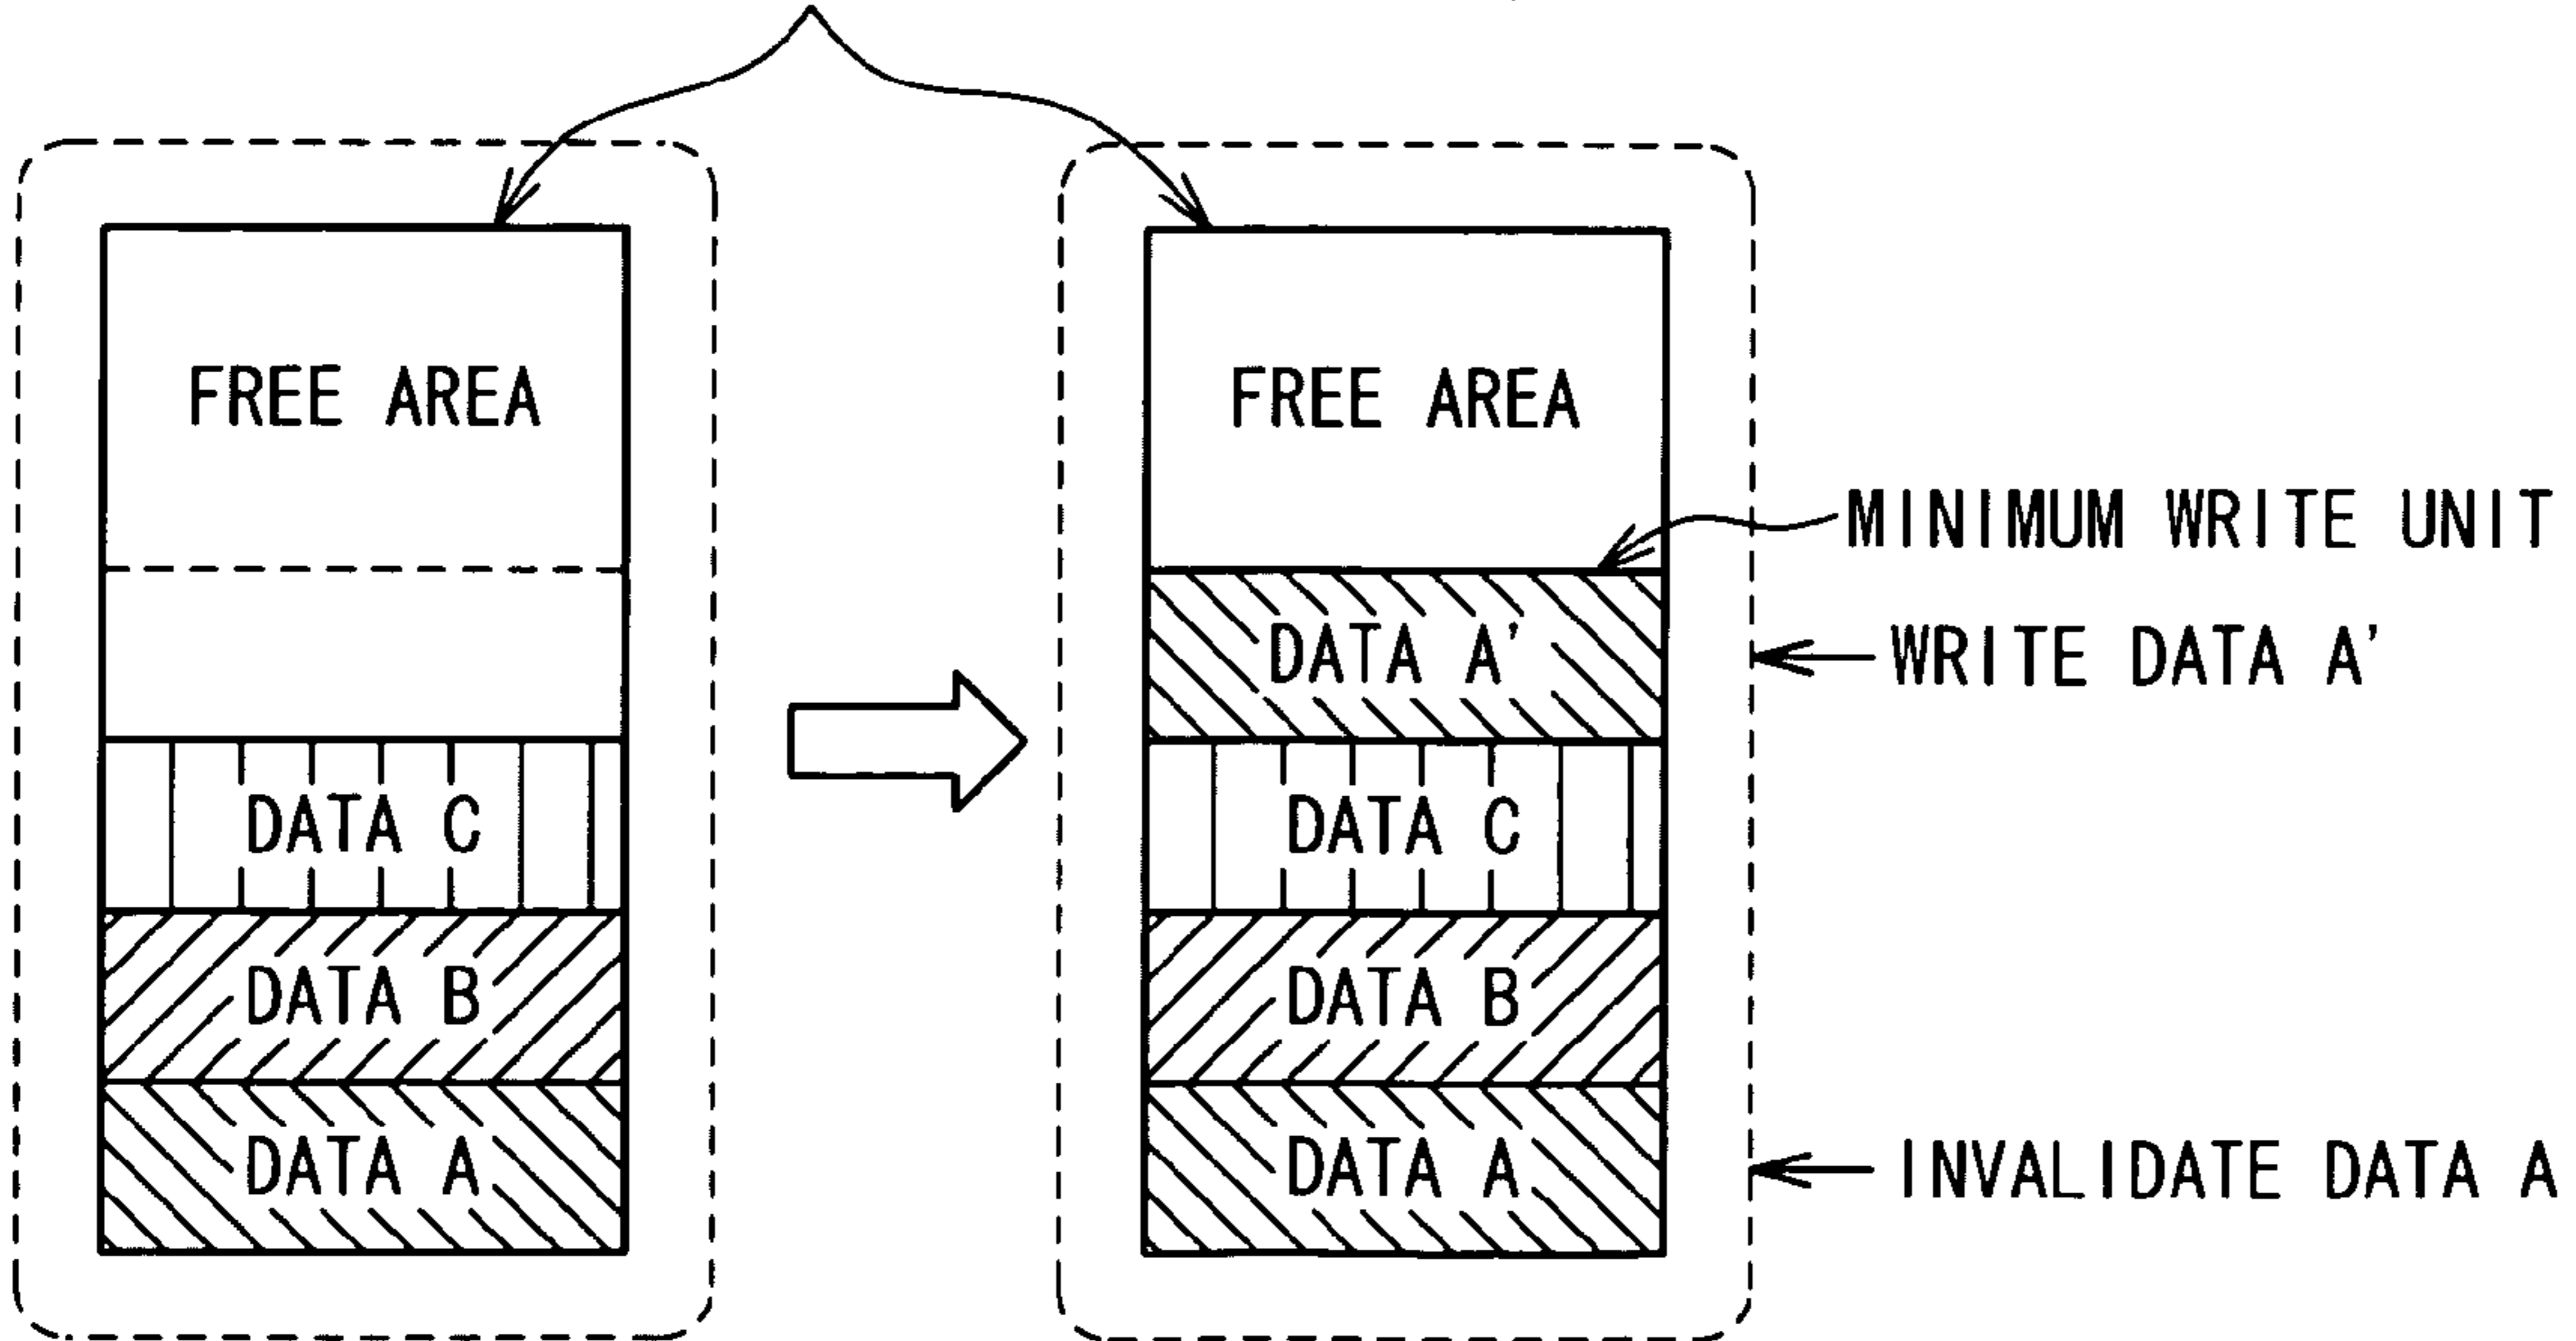 FREE AREA
DATA C
DATA B
DATA A
FREE AREA
DATA A'
DATA C
DATA B
DATA A
MINIMUM WRITE UNIT
WRITE DATA A'
INVALIDATE DATA A